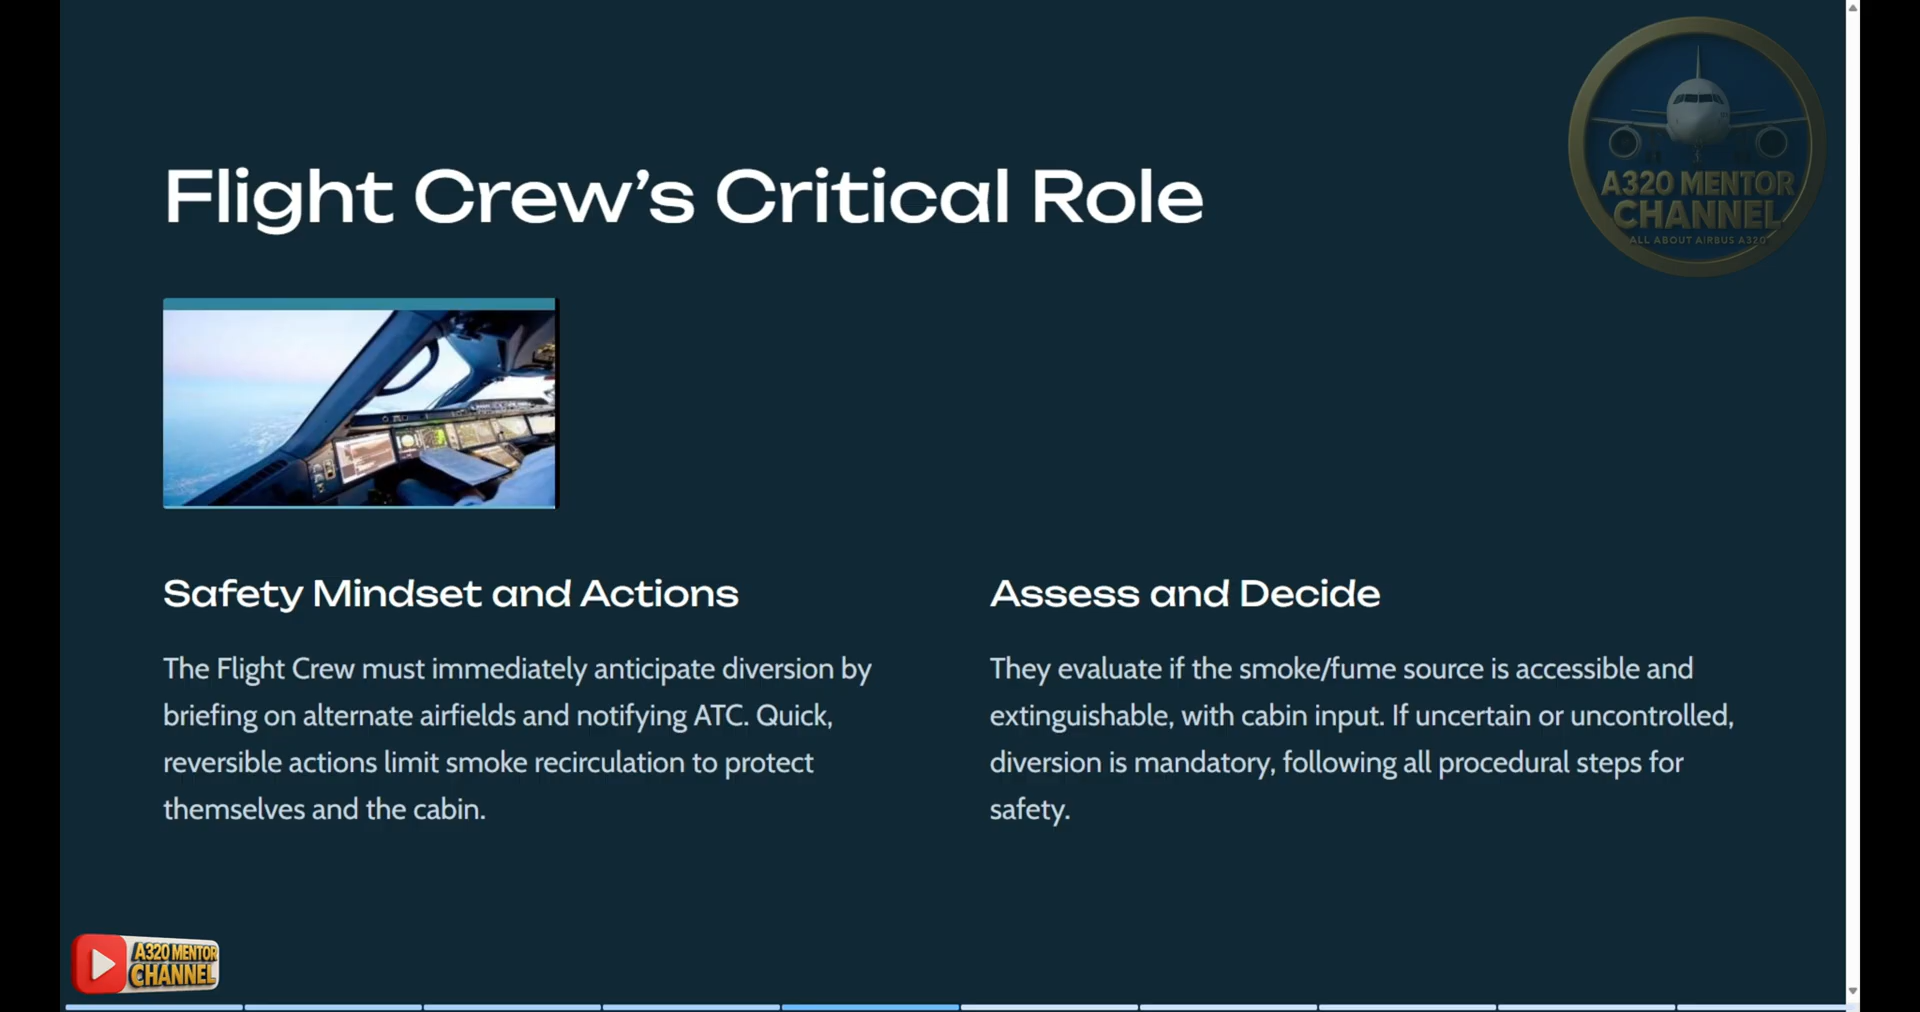 A320 MENTOR
CHANNEL
ALL ABOUT AIRBUS A320
Flight Crew’s Critical Role
Safety Mindset and Actions
The Flight Crew must immediately anticipate diversion by
briefing on alternate airfields and notifying ATC. Quick,
reversible actions limit smoke recirculation to protect
themselves and the cabin.
Assess and Decide
They evaluate if the smoke/fume source is accessible and
extinguishable, with cabin input. If uncertain or uncontrolled,
diversion is mandatory, following all procedural steps for
safety.
A320 MENTOR
CHANNEL